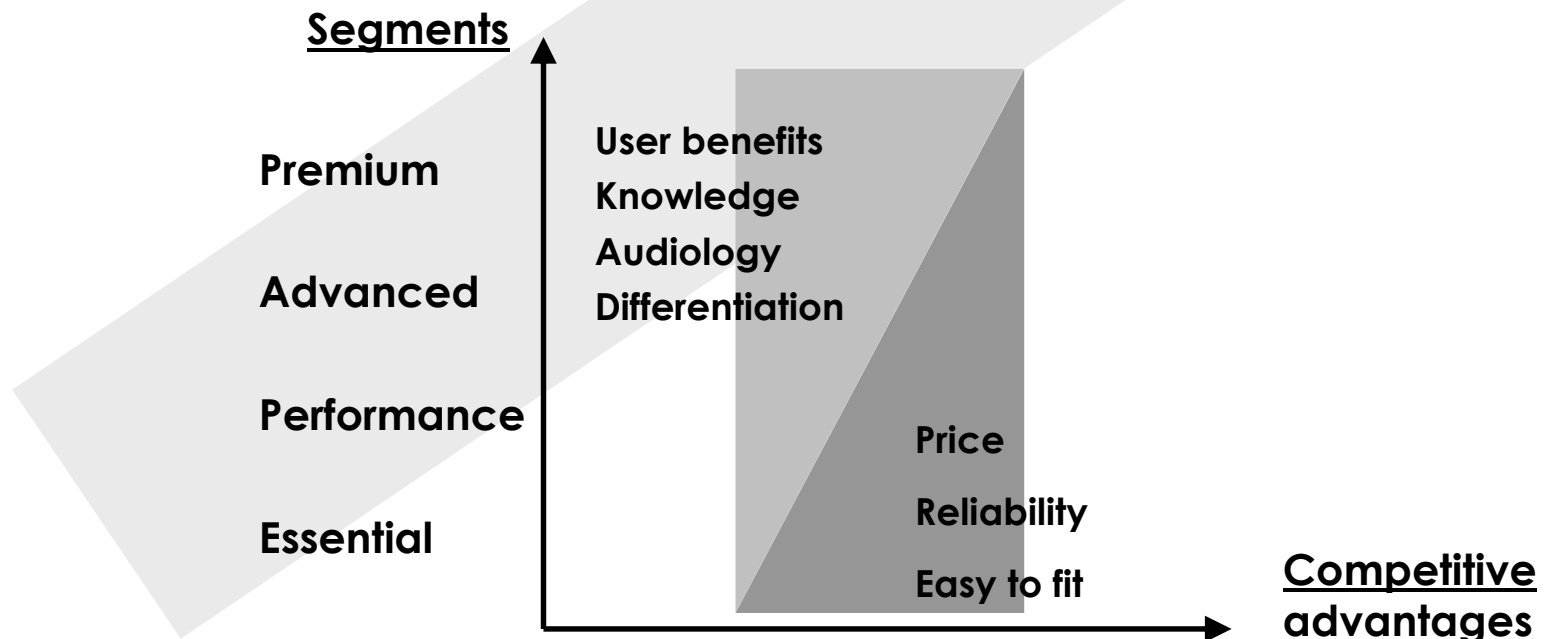 Segments
Premium
Advanced
Performance
Essential
User benefits
Knowledge
Audiology
Differentiation
Price
Reliability
Easy to fit
Competitive
advantages